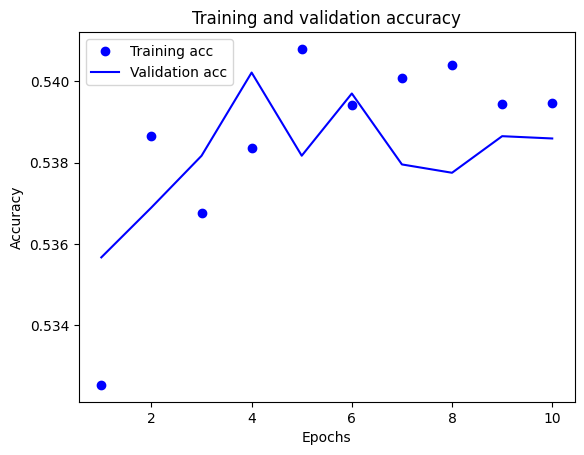 Training and validation accuracy
Training acc
Validation acc
0.540
0.538
0.536
0.534
Accuracy
2
4
6
8
10
Epochs